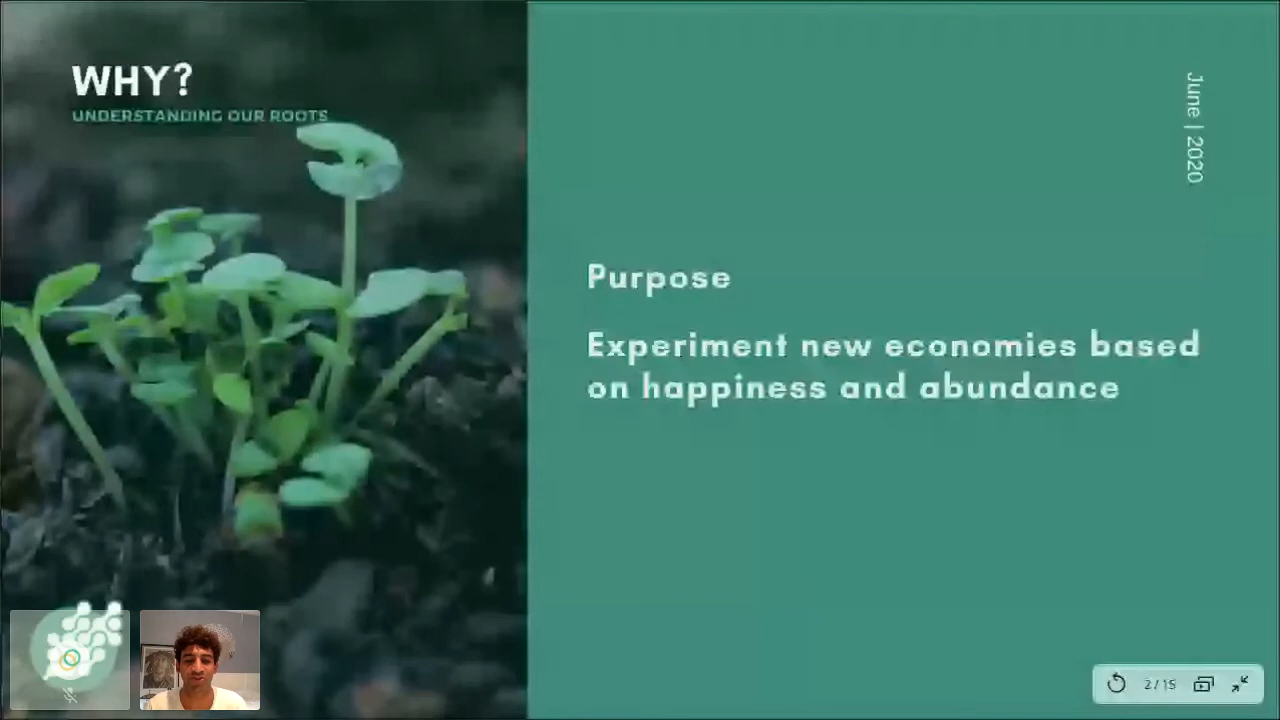 WHY?
UNDERSTANDING OUR ROOTS
June | 2020
Purpose
Experiment new economies based
on happiness and abundance
2 / 15